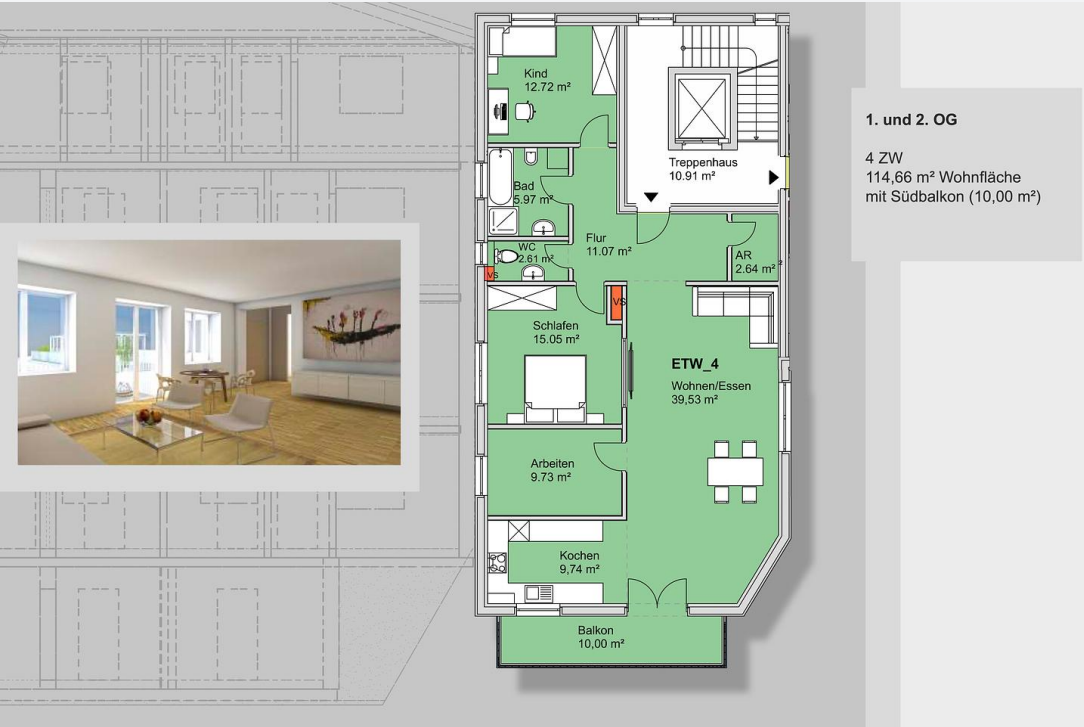 Kind
12.72 m²
Treppenhaus
10.91 m²
Bad
5.97 m²
WC
2.61 m²
VS
Flur
11.07 m²
AR
2.64 m²
VS
Schlafen
15.05 m²
ETW_4
Wohnen/Essen
39,53 m²
Arbeiten
9.73 m²
Kochen
9,74 m²
Balkon
10,00 m²
1. und 2. OG
4 ZW
114,66 m² Wohnfläche
mit Südbalkon (10,00 m²)